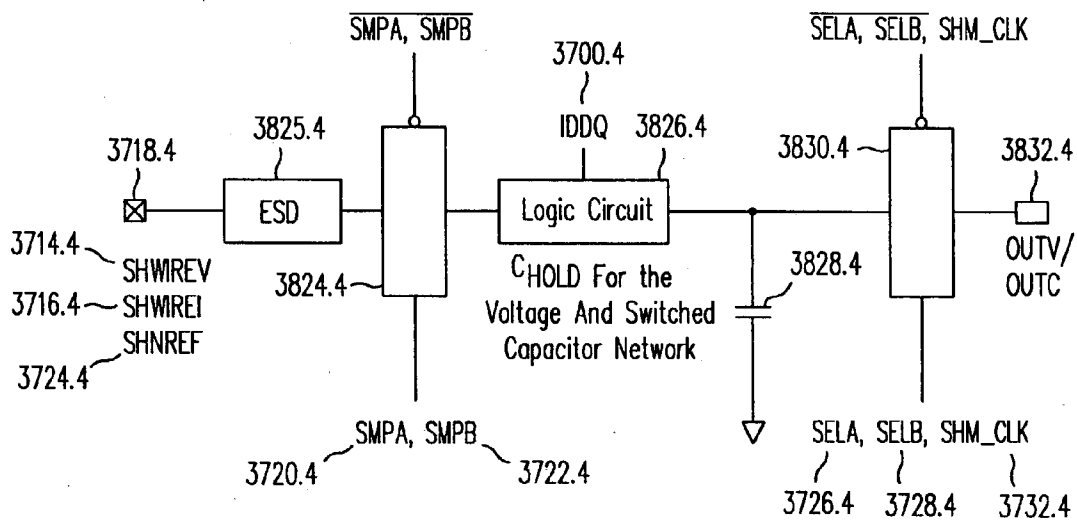 SMPA, SMPB
SELA, SELB, SHM_CLK
3700.4
3718.4
3825.4
IDDQ
3826.4
3830.4
3832.4
ESD
Logic Circuit
3714.4
SHWIREV
3824.4
CHOLD For the
Voltage And Switched
Capacitor Network
3828.4
OUTV/
OUTC
3716.4
SHWIREI
SHNREF
3724.4
SMPA, SMPB
3720.4
3722.4
SELA, SELB, SHM_CLK
3726.4
3728.4
3732.4